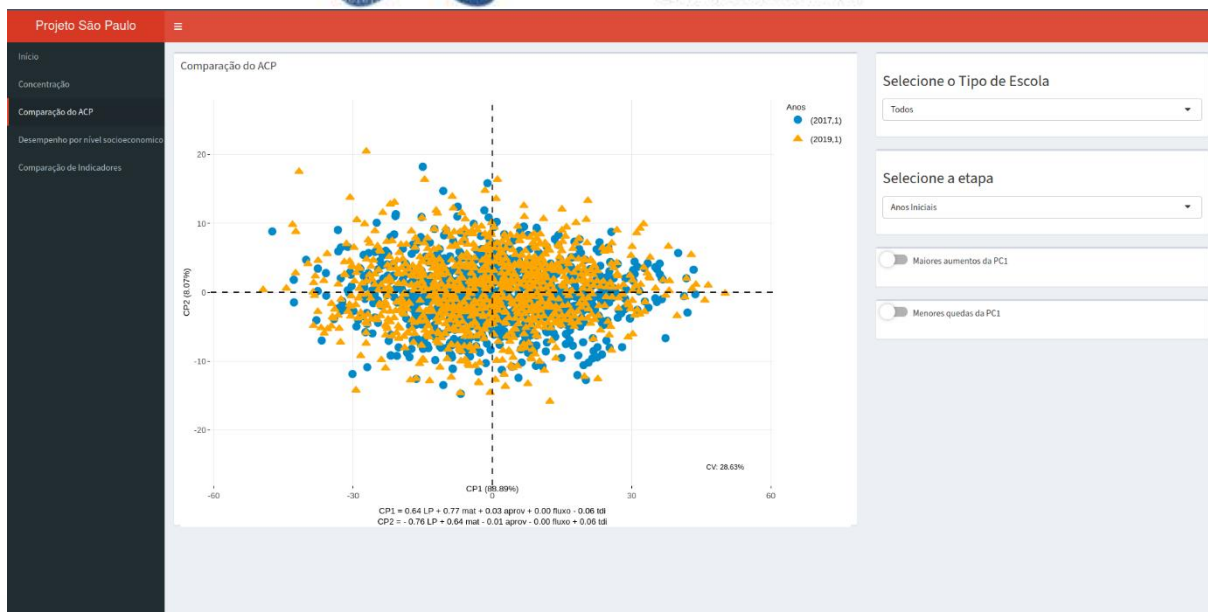 Projeto São Paulo
Início
Concentração
Comparação do ACP
Desempenho por nível socioeconomico
Comparação de Indicadores
Comparação do ACP
Anos
(2017,1)
(2019,1)
20
10
0
-10
-20
CP2 (8.07%)
CV: 28.63%
-60
-30
0
30
60
CP1 (88.89%)
CP1 = 0.64 LP + 0.77 mat + 0.03 aprov + 0.00 fluxo - 0.06 tdi
CP2 = - 0.76 LP + 0.64 mat - 0.01 aprov - 0.00 fluxo + 0.06 tdi
Selecione o Tipo de Escola
Todos
Selecione a etapa
Anos Iniciais
Maiores aumentos da PC1
Menores quedas da PC1